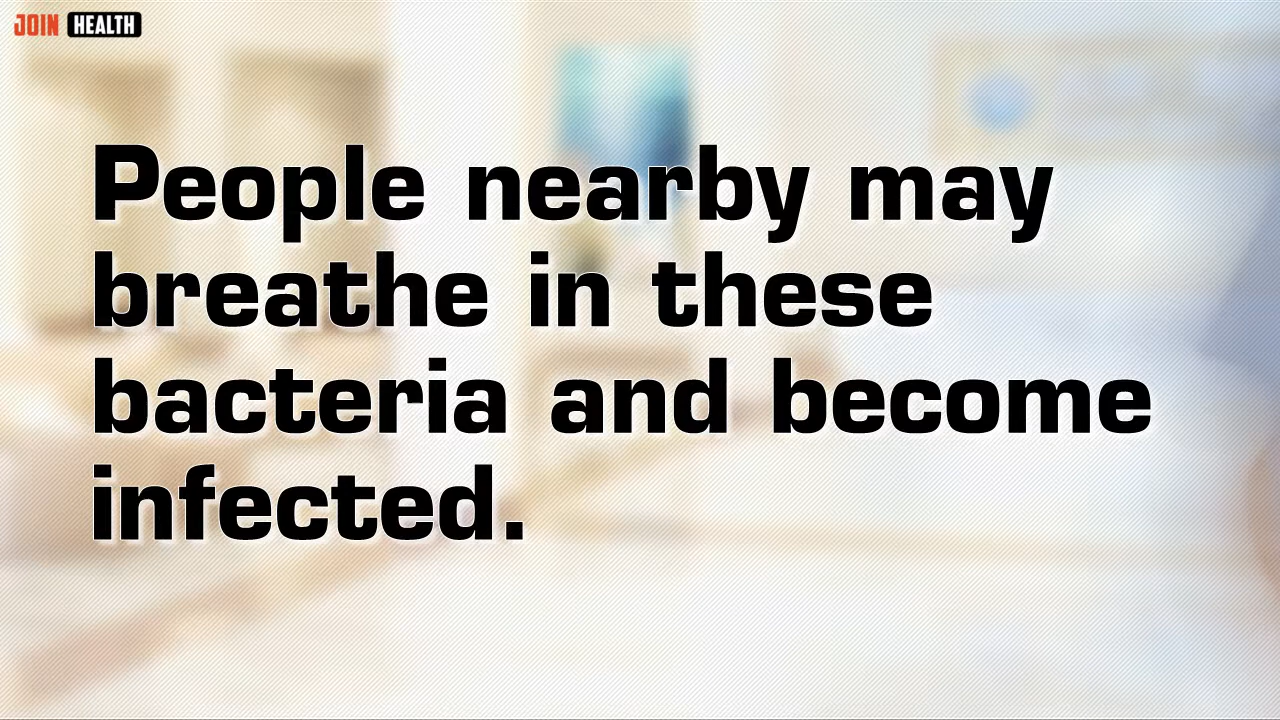 JOIN HEALTH
People nearby may
breathe in these
bacteria and become
infected.